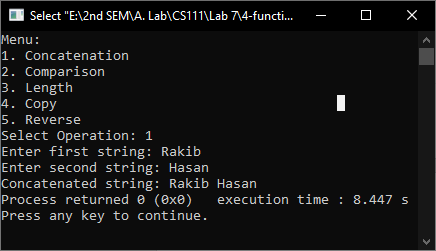 Select "E:\2nd SEM\A. Lab\CS111\Lab 7\4-functi...
Menu:
1. Concatenation
2. Comparison
3. Length
4. Copy
5. Reverse
Select Operation: 1
Enter first string: Rakib
Enter second string: Hasan
Concatenated string: Rakib Hasan
Process returned 0 (0x0)   execution time : 8.447 s
Press any key to continue.